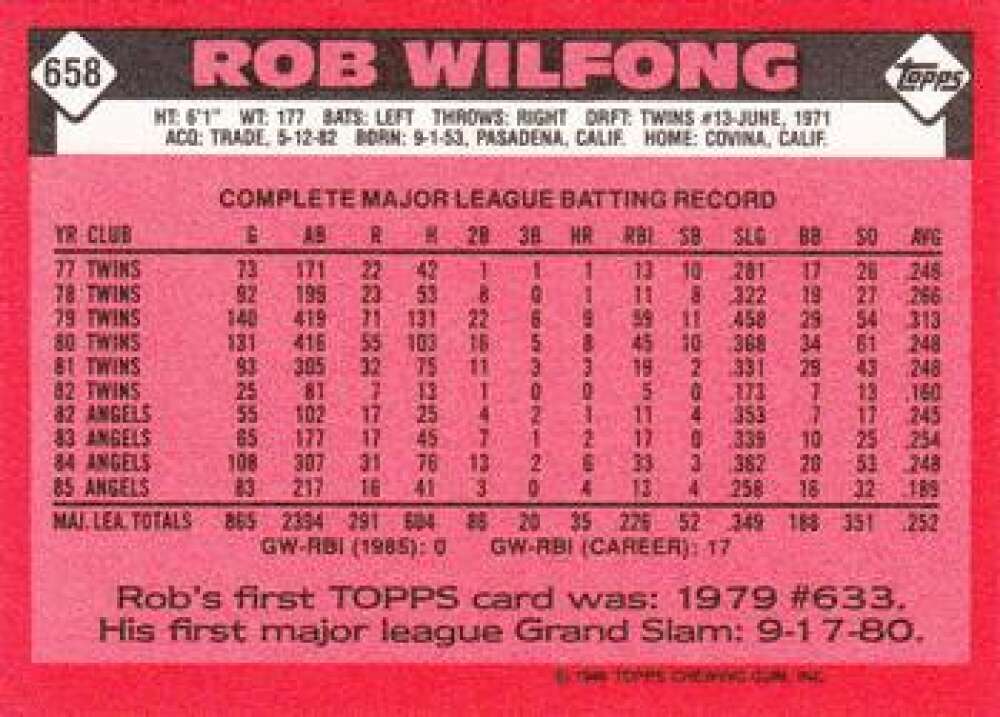 658 ROB WILFONG topps
HT: 6'1" WT: 177 BATS: LEFT THROWS: RIGHT DRFT: TWINS #13-JUNE, 1971
ACQ: TRADE, 5-12-82 BORN: 9-1-53, PASADENA, CALIF. HOME: COVINA, CALIF.
COMPLETE MAJOR LEAGUE BATTING RECORD
YR CLUB G AB R H 2B 3B HR RBI SB SLG BB SO AVG
77 TWINS 73 171 22 42 1 1 1 13 10 .281 17 26 .246
78 TWINS 92 199 23 53 8 0 1 11 8 .322 19 27 .266
79 TWINS 140 419 71 131 22 6 9 59 11 .458 29 54 .313
80 TWINS 131 416 55 103 16 5 8 45 10 .368 34 61 .248
81 TWINS 93 305 32 75 11 3 3 19 2 .331 29 43 .246
82 TWINS 25 81 7 13 1 0 0 5 0 .173 7 13 .160
82 ANGELS 55 102 17 25 4 2 1 11 4 .353 7 17 .245
83 ANGELS 65 177 17 45 7 1 2 17 0 .339 10 25 .254
84 ANGELS 108 307 31 76 13 2 6 33 3 .362 20 53 .248
85 ANGELS 83 217 16 41 3 0 4 13 4 .258 16 32 .189
MAJ. LEA. TOTALS 865 2394 291 604 86 20 35 226 52 .349 188 351 .252
GW-RBI (1985): 0 GW-RBI (CAREER): 17
Rob's first TOPPS card was: 1979 #633.
His first major league Grand Slam: 9-17-80.
© 1986 TOPPS CHEWING GUM, INC.